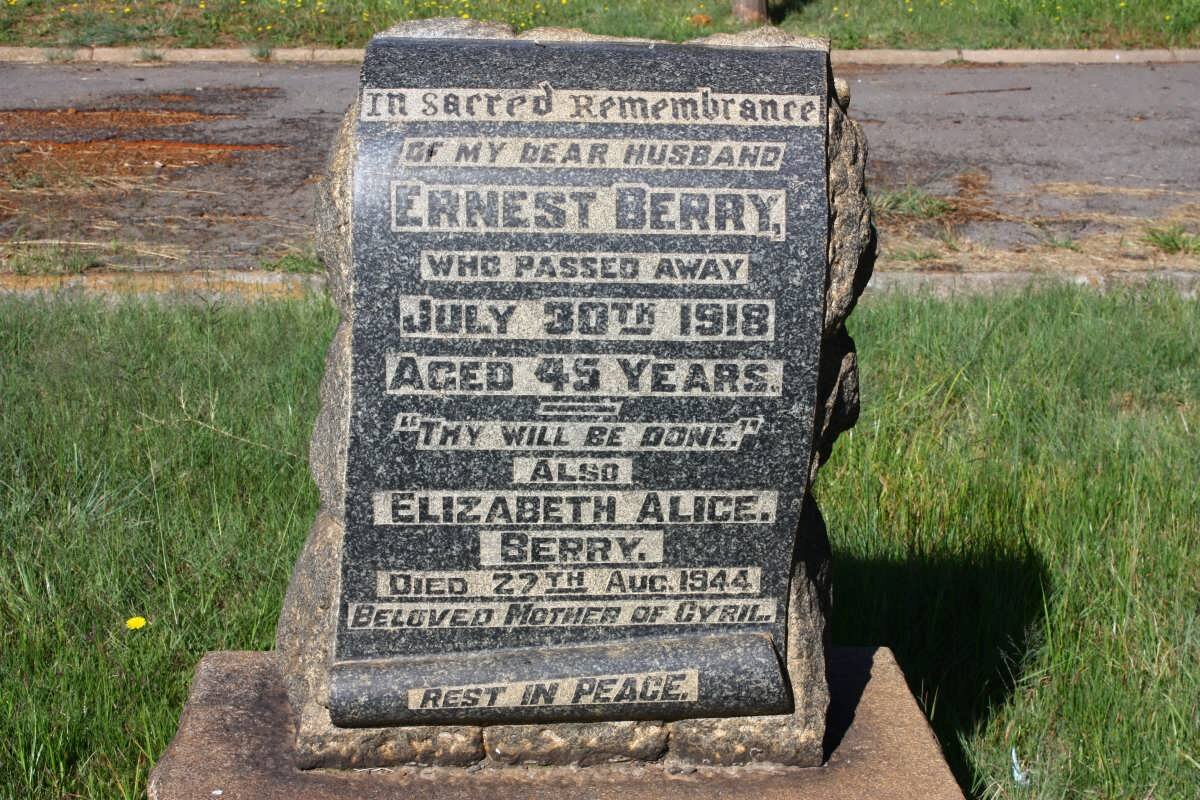 In Sacred Remembrance
OF MY DEAR HUSBAND
ERNEST BERRY,
WHO PASSED AWAY
JULY 30TH 1918
AGED 45 YEARS.
"THY WILL BE DONE."
ALSO
ELIZABETH ALICE.
BERRY.
DIED 27TH AUG. 1944.
BELOVED MOTHER OF CYRIL.
REST IN PEACE.